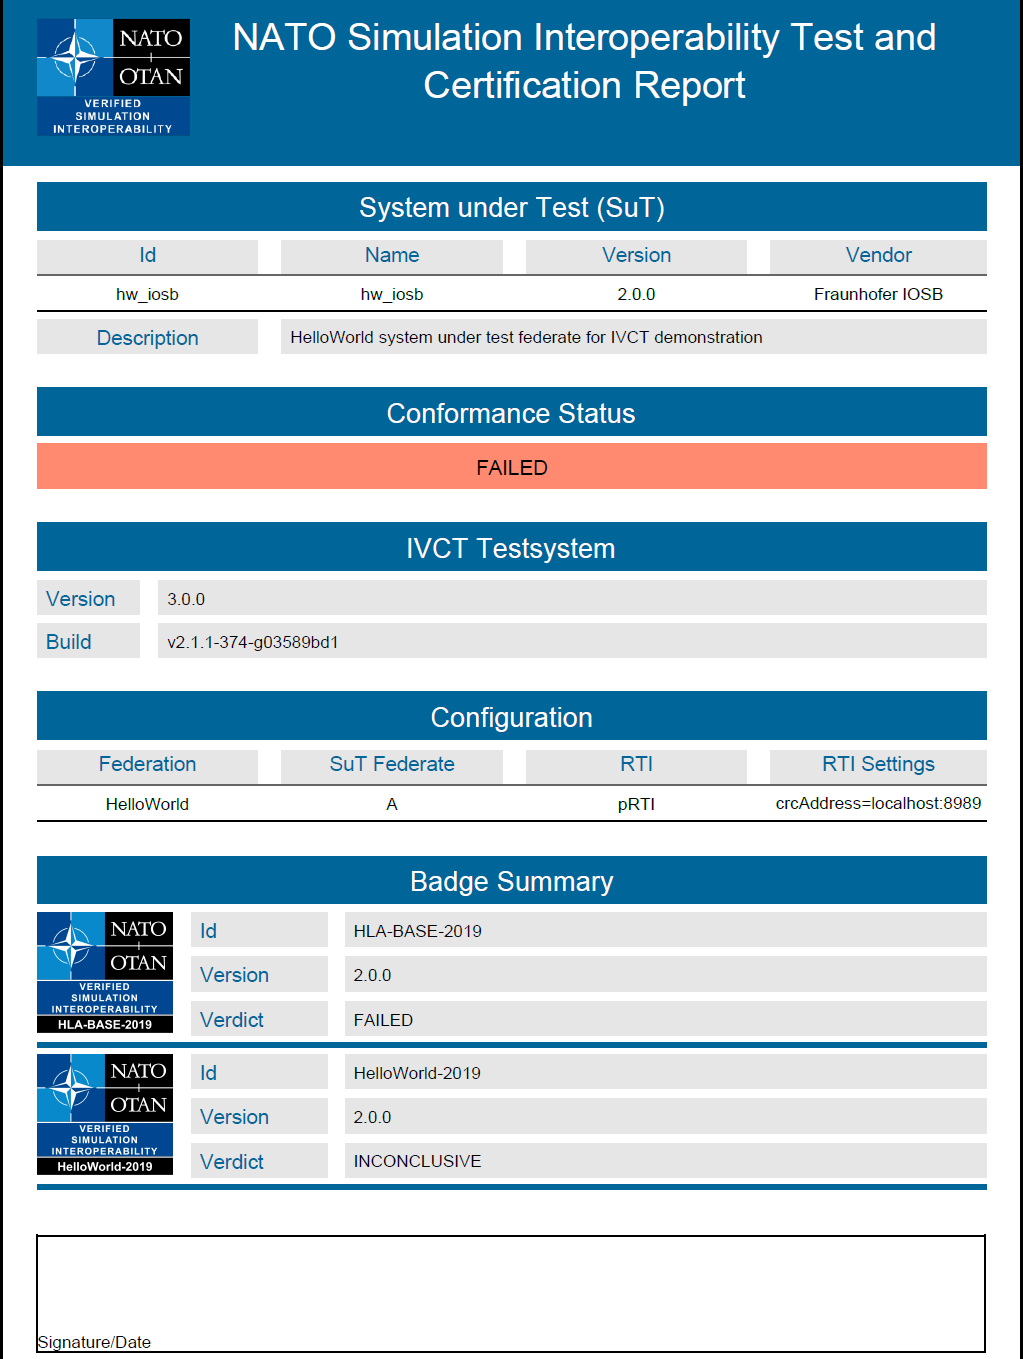 NATO
OTAN
VERIFIED
SIMULATION
INTEROPERABILITY
NATO Simulation Interoperability Test and
Certification Report
System under Test (SuT)
Id Name Version Vendor
hw_iosb hw_iosb 2.0.0 Fraunhofer IOSB
Description HelloWorld system under test federate for IVCT demonstration
Conformance Status
FAILED
IVCT Testsystem
Version 3.0.0
Build v2.1.1-374-g03589bd1
Configuration
Federation SuT Federate RTI RTI Settings
HelloWorld A pRTI crcAddress=localhost:8989
Badge Summary
NATO
OTAN
VERIFIED
SIMULATION
INTEROPERABILITY
HLA-BASE-2019
Id HLA-BASE-2019
Version 2.0.0
Verdict FAILED
NATO
OTAN
VERIFIED
SIMULATION
INTEROPERABILITY
HelloWorld-2019
Id HelloWorld-2019
Version 2.0.0
Verdict INCONCLUSIVE
Signature/Date